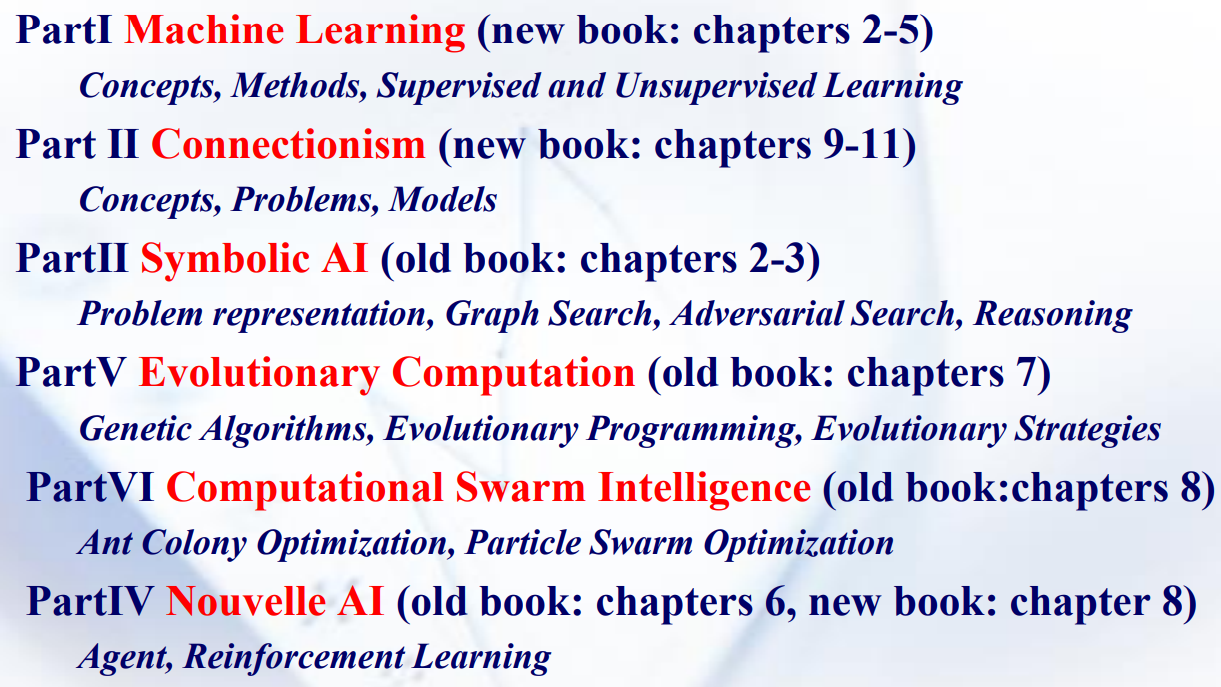 PartI Machine Learning (new book: chapters 2-5)
Concepts, Methods, Supervised and Unsupervised Learning
Part II Connectionism (new book: chapters 9-11)
Concepts, Problems, Models
PartII Symbolic AI (old book: chapters 2-3)
Problem representation, Graph Search, Adversarial Search, Reasoning
PartV Evolutionary Computation (old book: chapters 7)
Genetic Algorithms, Evolutionary Programming, Evolutionary Strategies
PartVI Computational Swarm Intelligence (old book:chapters 8)
Ant Colony Optimization, Particle Swarm Optimization
PartIV Nouvelle AI (old book: chapters 6, new book: chapter 8)
Agent, Reinforcement Learning